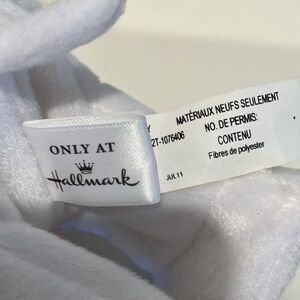 ONLY AT
Hallmark
Y MATÉRIAUX NEUFS SEULEMENT
2T-1076406 NO. DE PERMIS:
CONTENU
Fibres de polyester
JUL11